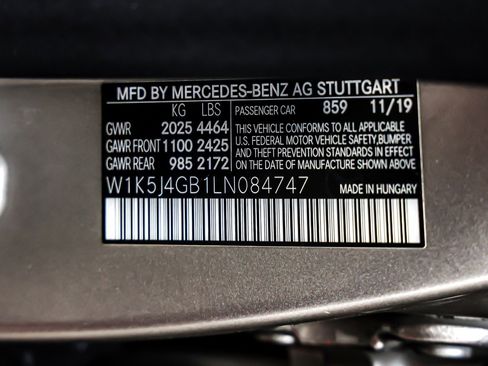 MFD BY MERCEDES-BENZ AG STUTTGART
KG LBS
GVWR 2025 4464
GAWR FRONT 1100 2425
GAWR REAR 985 2172
PASSENGER CAR 859 11/19
THIS VEHICLE CONFORMS TO ALL APPLICABLE
U.S. FEDERAL MOTOR VEHICLE SAFETY,BUMPER
AND THEFT PREVENTION STANDARDS IN EFFECT
ON THE DATE OF MANUFACTURE SHOWN ABOVE
W1K5J4GB1LN084747
MADE IN HUNGARY